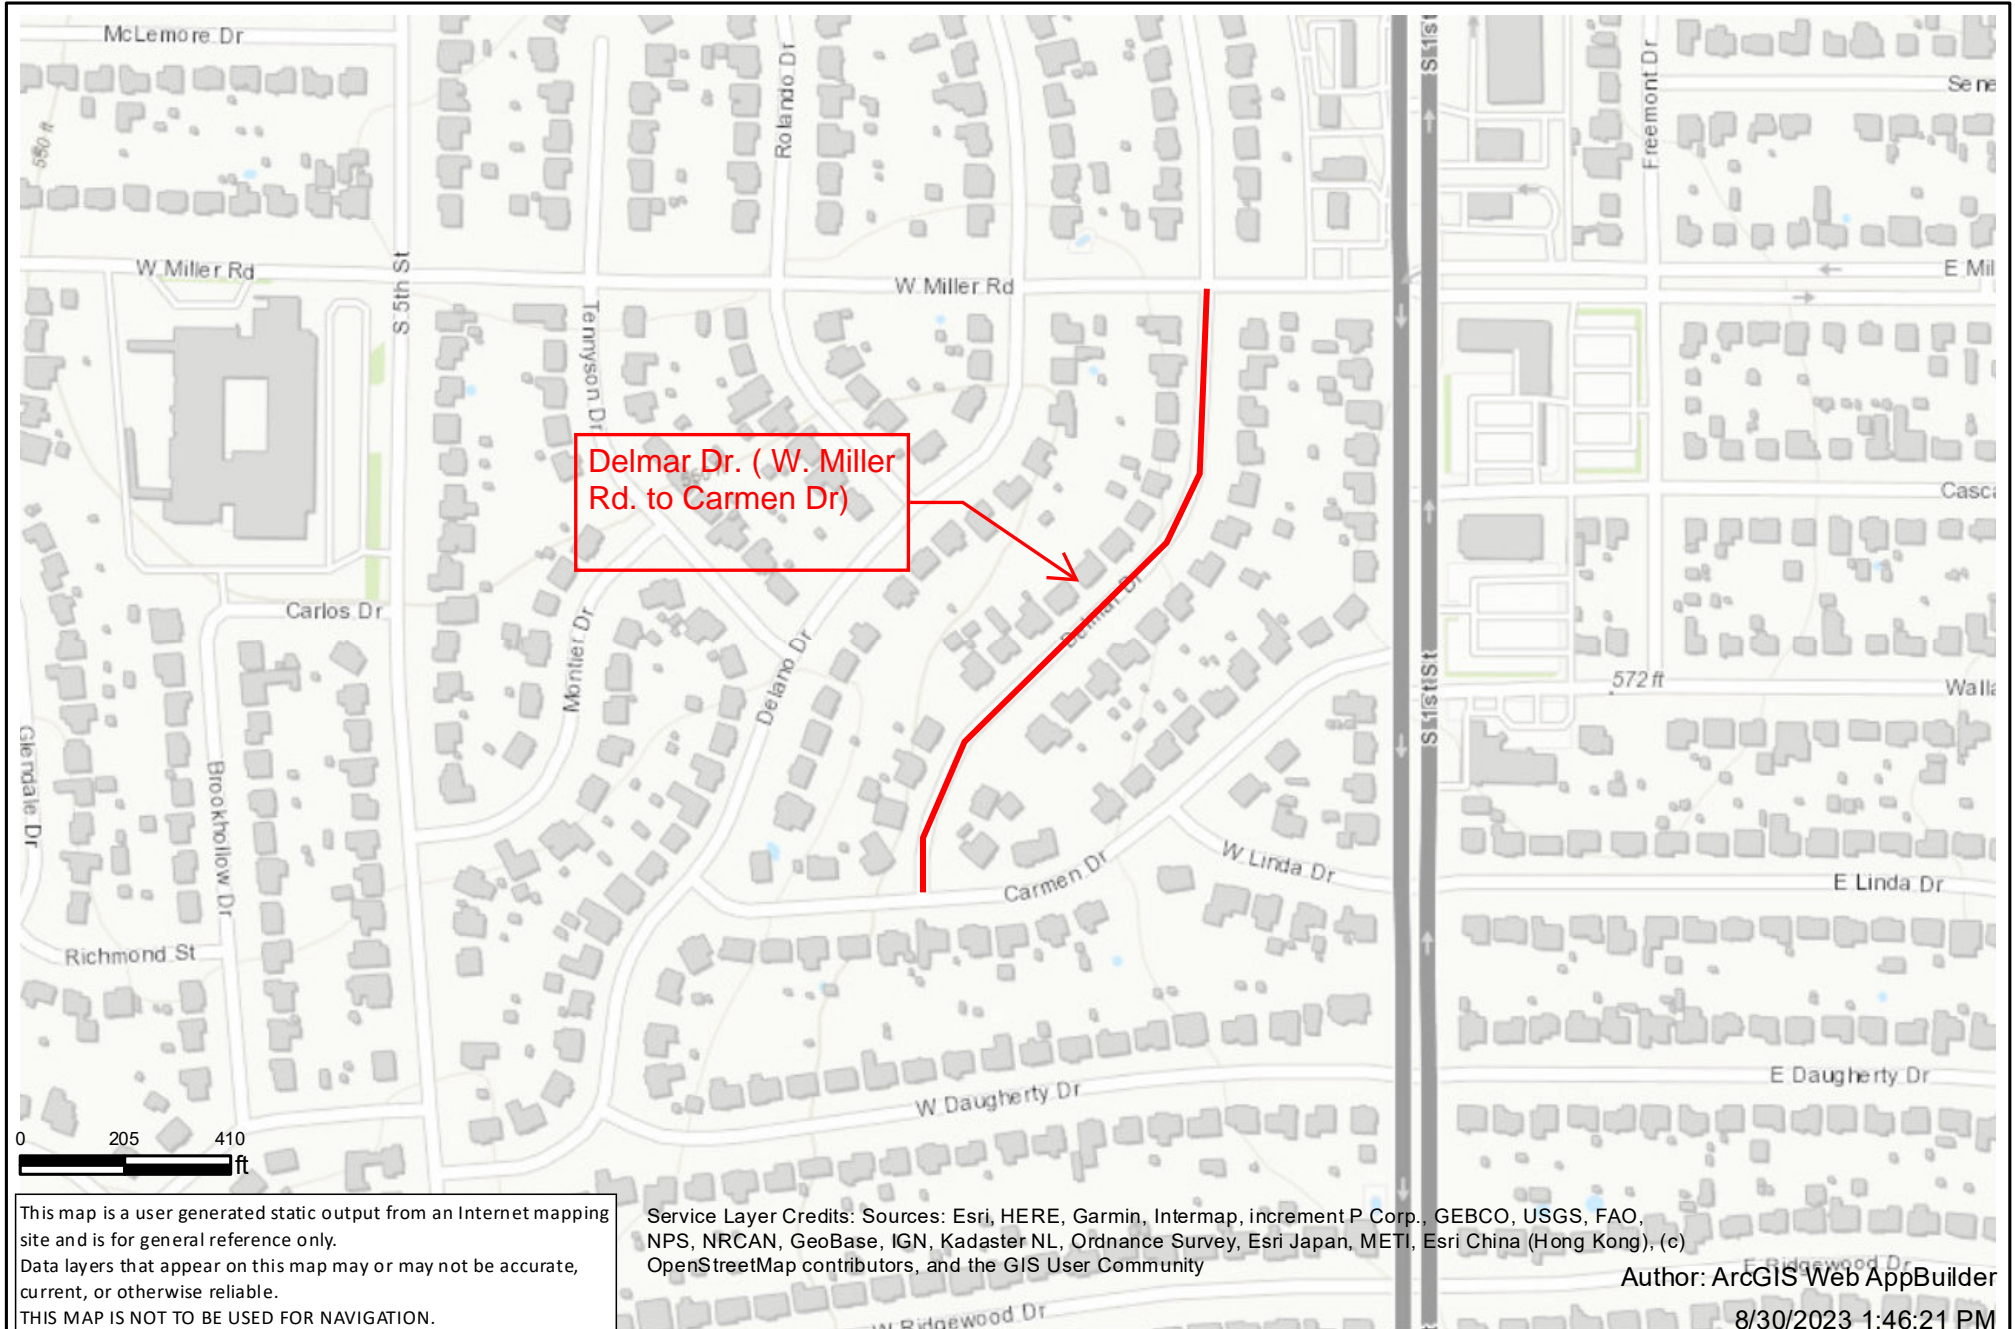 McLemore Dr
Rolando Dr
S 1st
Freemont Dr
Sene
550 ft
W Miller Rd
S 5th St
W Miller Rd
E Mil
Tennyson Dr
Delmar Dr. ( W. Miller
Rd. to Carmen Dr)
Casca
Delmar Dr
Carlos Dr
Montier Dr
Delano Dr
S 1st St
572 ft
Walla
Glendale Dr
Brookhollow Dr
Carmen Dr
W Linda Dr
E Linda Dr
Richmond St
E Daugherty Dr
W Daugherty Dr
0 205 410
ft
This map is a user generated static output from an Internet mapping
site and is for general reference only.
Data layers that appear on this map may or may not be accurate,
current, or otherwise reliable.
THIS MAP IS NOT TO BE USED FOR NAVIGATION.
Service Layer Credits: Sources: Esri, HERE, Garmin, Intermap, increment P Corp., GEBCO, USGS, FAO,
NPS, NRCAN, GeoBase, IGN, Kadaster NL, Ordnance Survey, Esri Japan, METI, Esri China (Hong Kong), (c)
OpenStreetMap contributors, and the GIS User Community
E Ridgewood Dr
W Ridgewood Dr
Author: ArcGIS Web AppBuilder
8/30/2023 1:46:21 PM